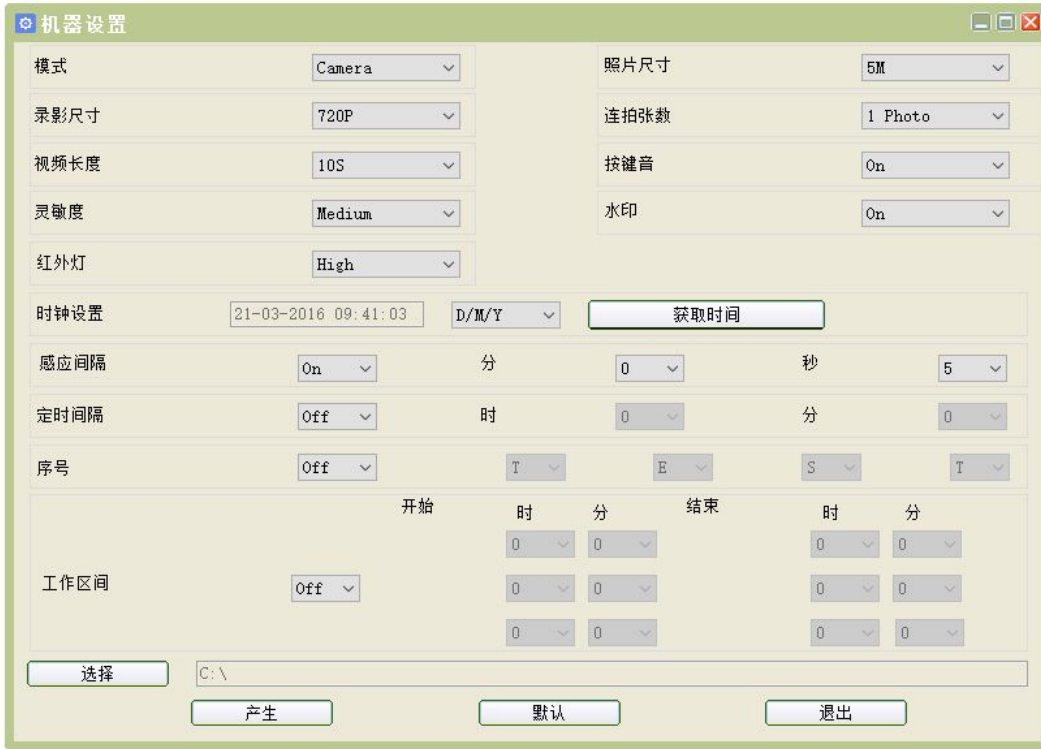 机器设置
模式 Camera 照片尺寸 5M
录影尺寸 720P 连拍张数 1 Photo
视频长度 10S 按键音 On
灵敏度 Medium 水印 On
红外灯 High
时钟设置 21-03-2016 09:41:03 D/M/Y 获取时间
感应间隔 On 分 0 秒 5
定时间隔 Off 时 0 分 0
序号 Off T E S T
开始 时 分 结束 时 分
0 0 0 0
工作区间 Off 0 0 0 0
0 0 0 0
选择 C:\
产生 默认 退出